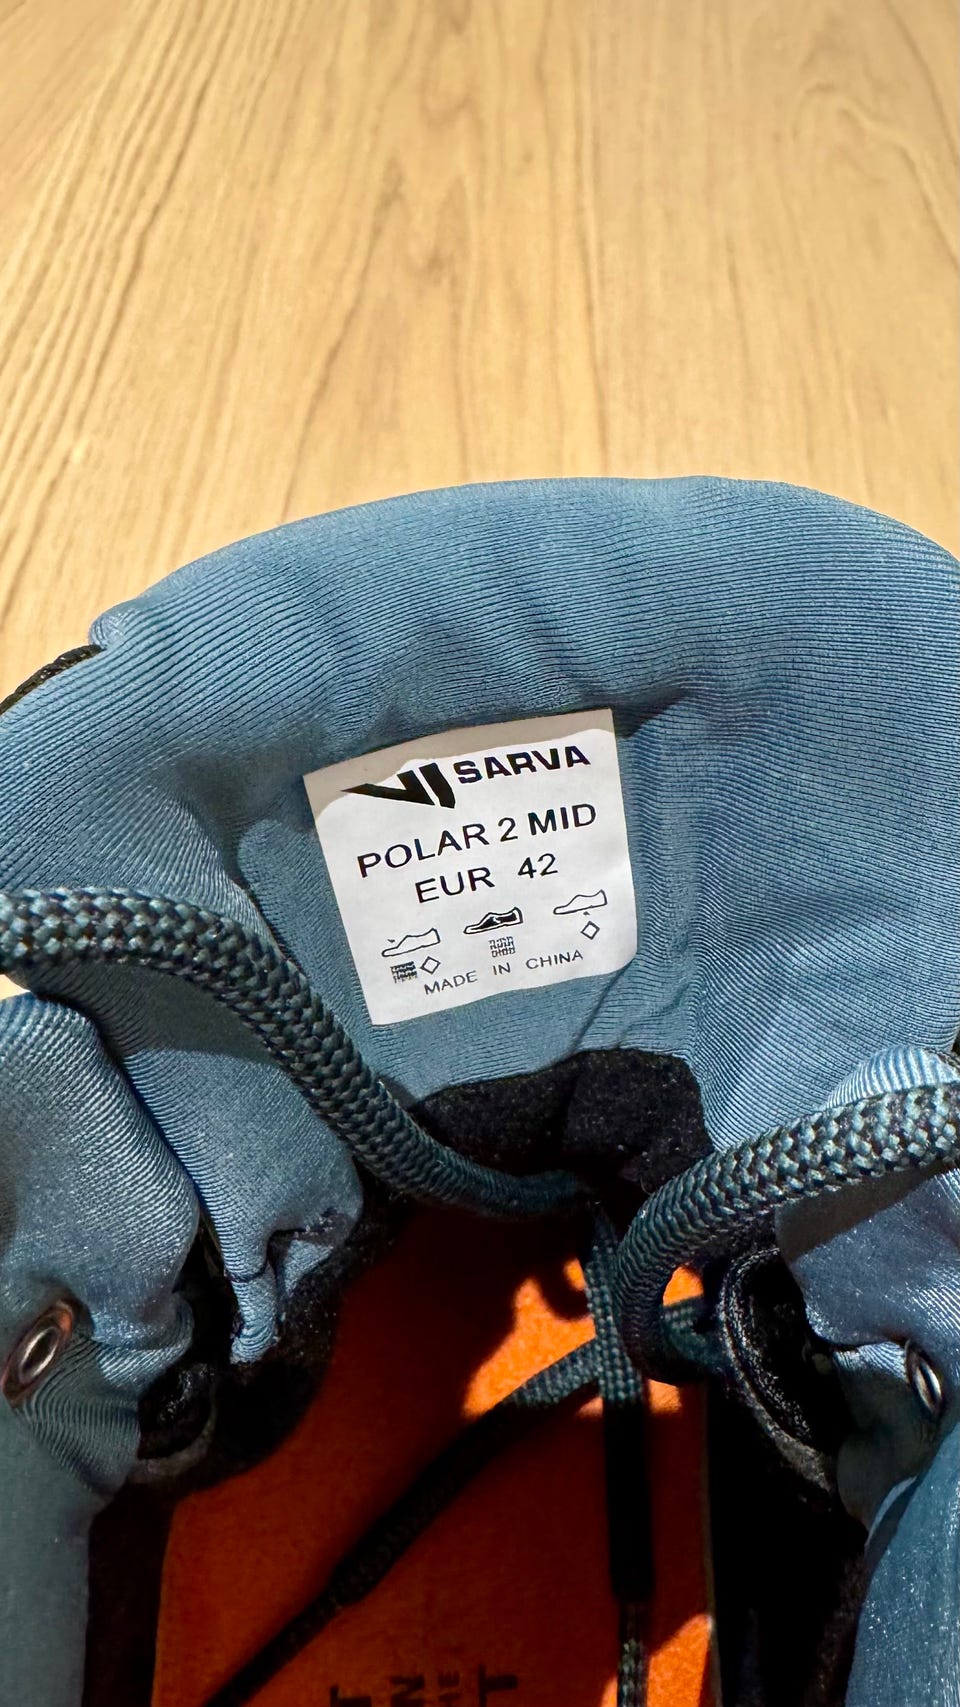 SARVA
POLAR 2 MID
EUR 42
MADE IN CHINA